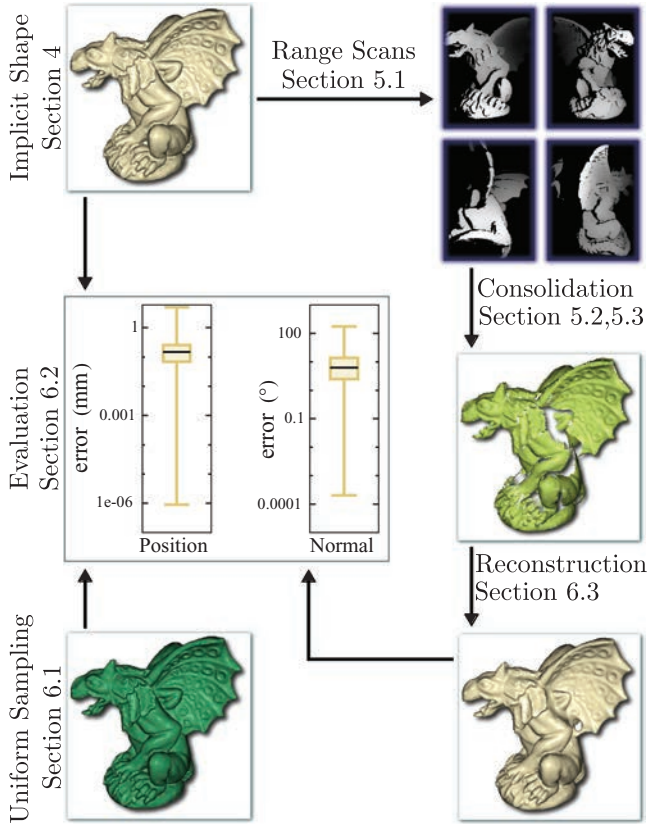 Implicit Shape
Section 4
Range Scans
Section 5.1
Consolidation
Section 5.2,5.3
Evaluation
Section 6.2
error (mm)
1
0.001
1e-06
Position
error (°)
100
0.1
0.0001
Normal
Reconstruction
Section 6.3
Uniform Sampling
Section 6.1